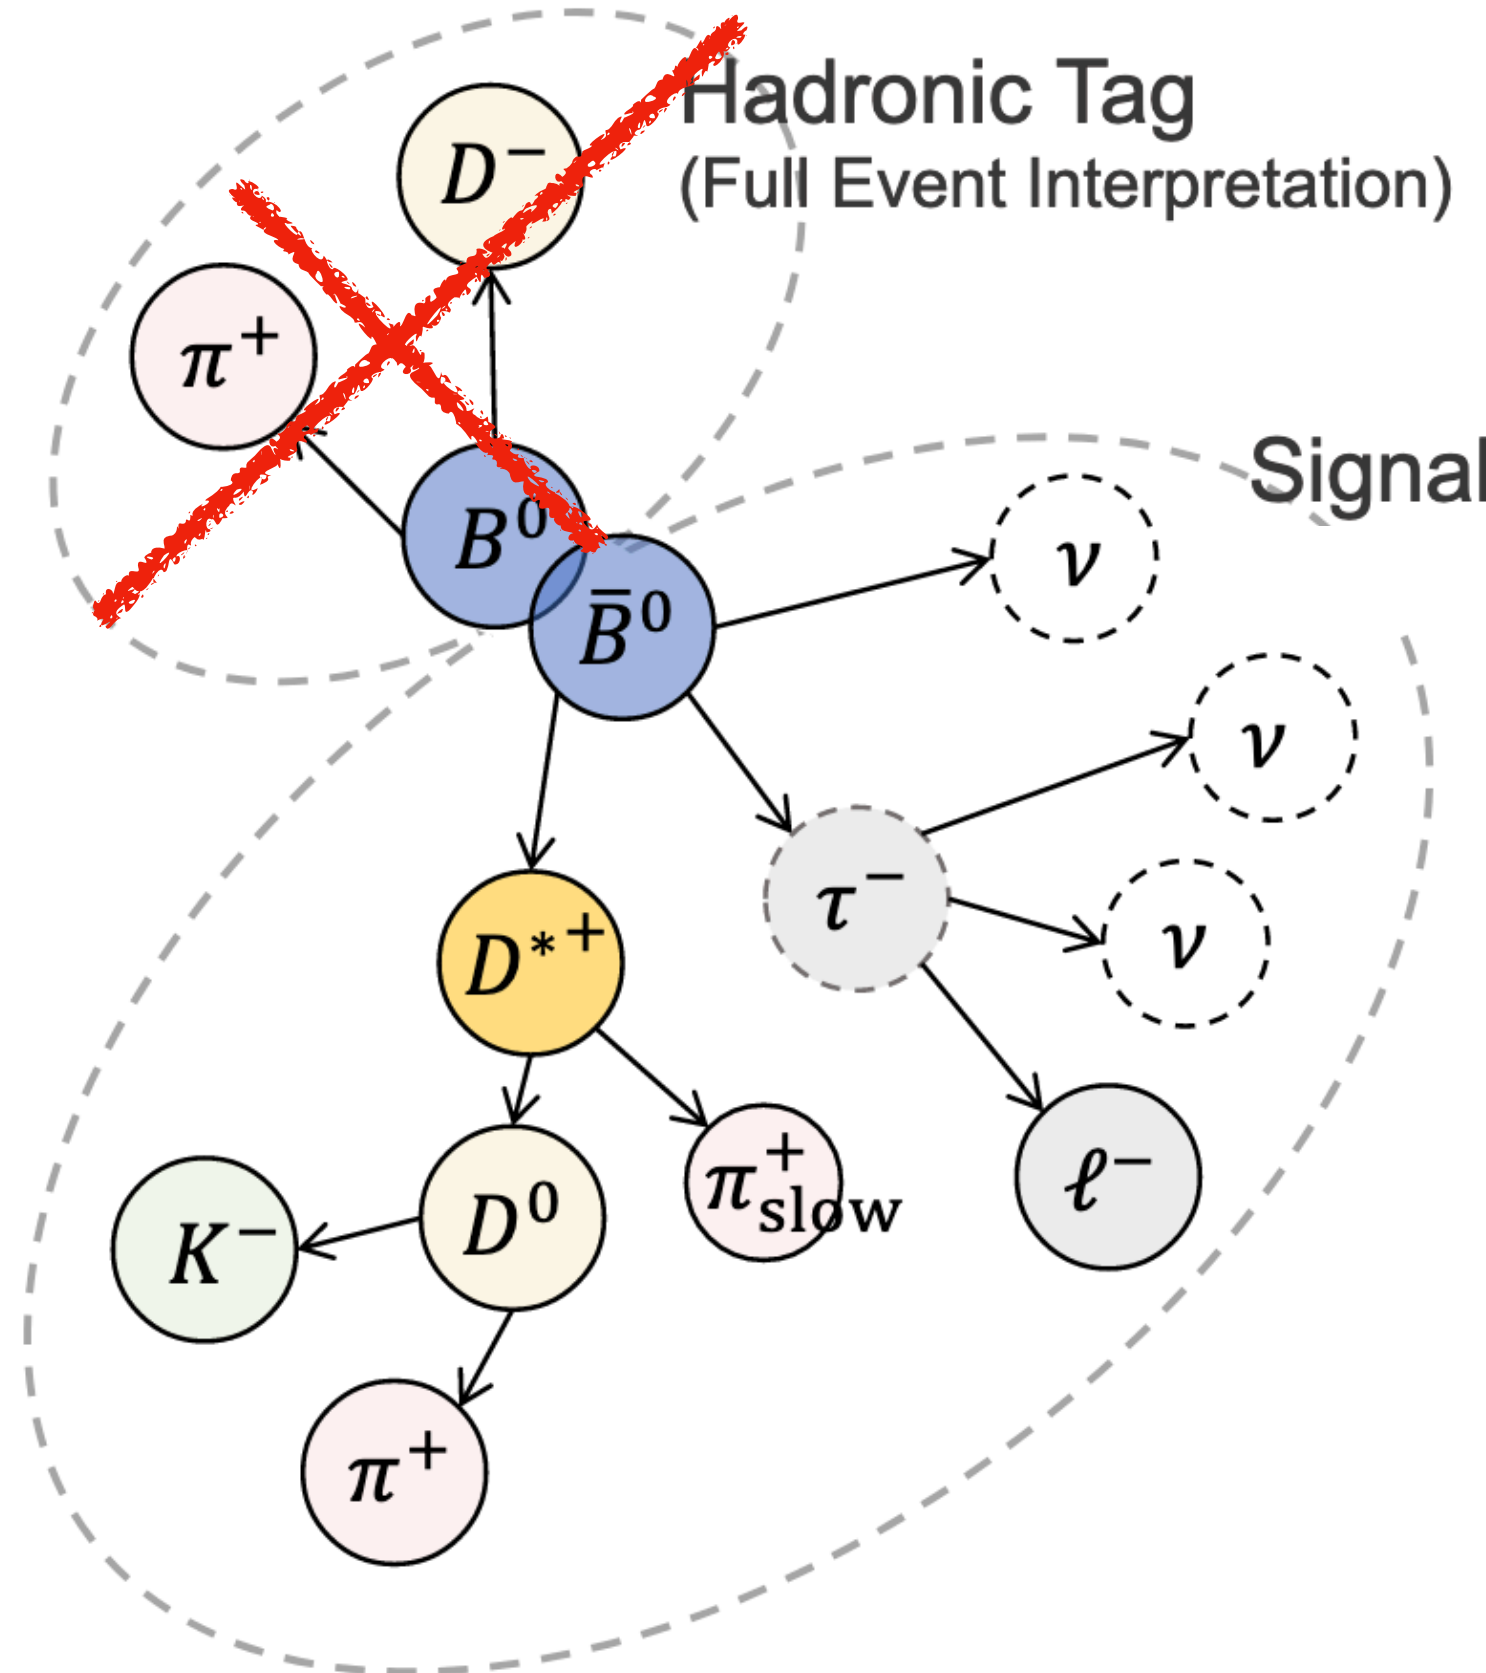 Hadronic Tag
(Full Event Interpretation)
D⁻
π⁺
B⁰
B̄⁰
Signal
ν
ν
τ⁻
ν
D*⁺
π⁺slow
ℓ⁻
K⁻
D⁰
π⁺